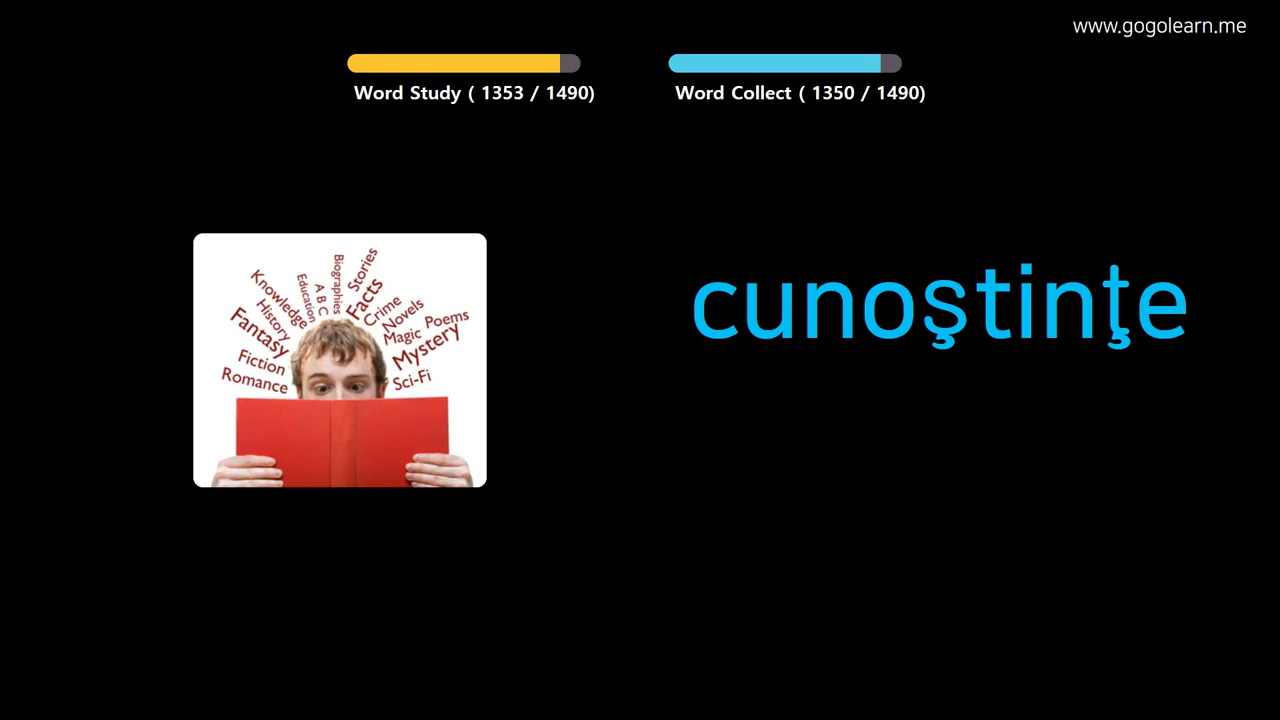 www.gogolearn.me
Word Study ( 1353 / 1490)
Word Collect ( 1350 / 1490)
cunoştinţe
Knowledge
History
Fantasy
Fiction
Romance
Education
A B C
Biographies
Stories
Facts
Crime
Novels
Magic
Poems
Mystery
Sci-Fi